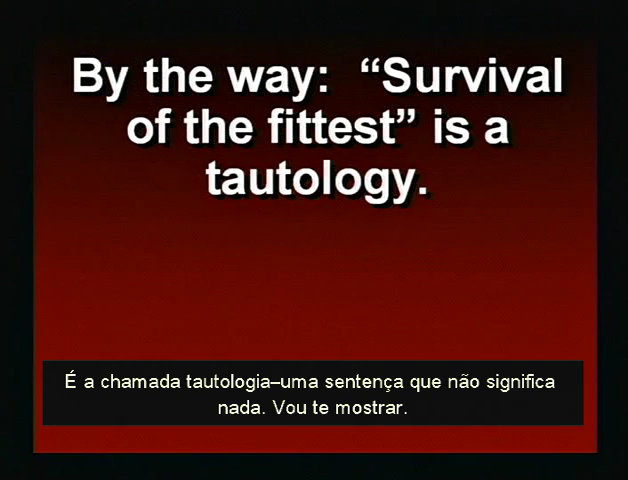 By the way:  “Survival
of the fittest” is a
tautology.
É a chamada tautologia–uma sentença que não significa
nada. Vou te mostrar.